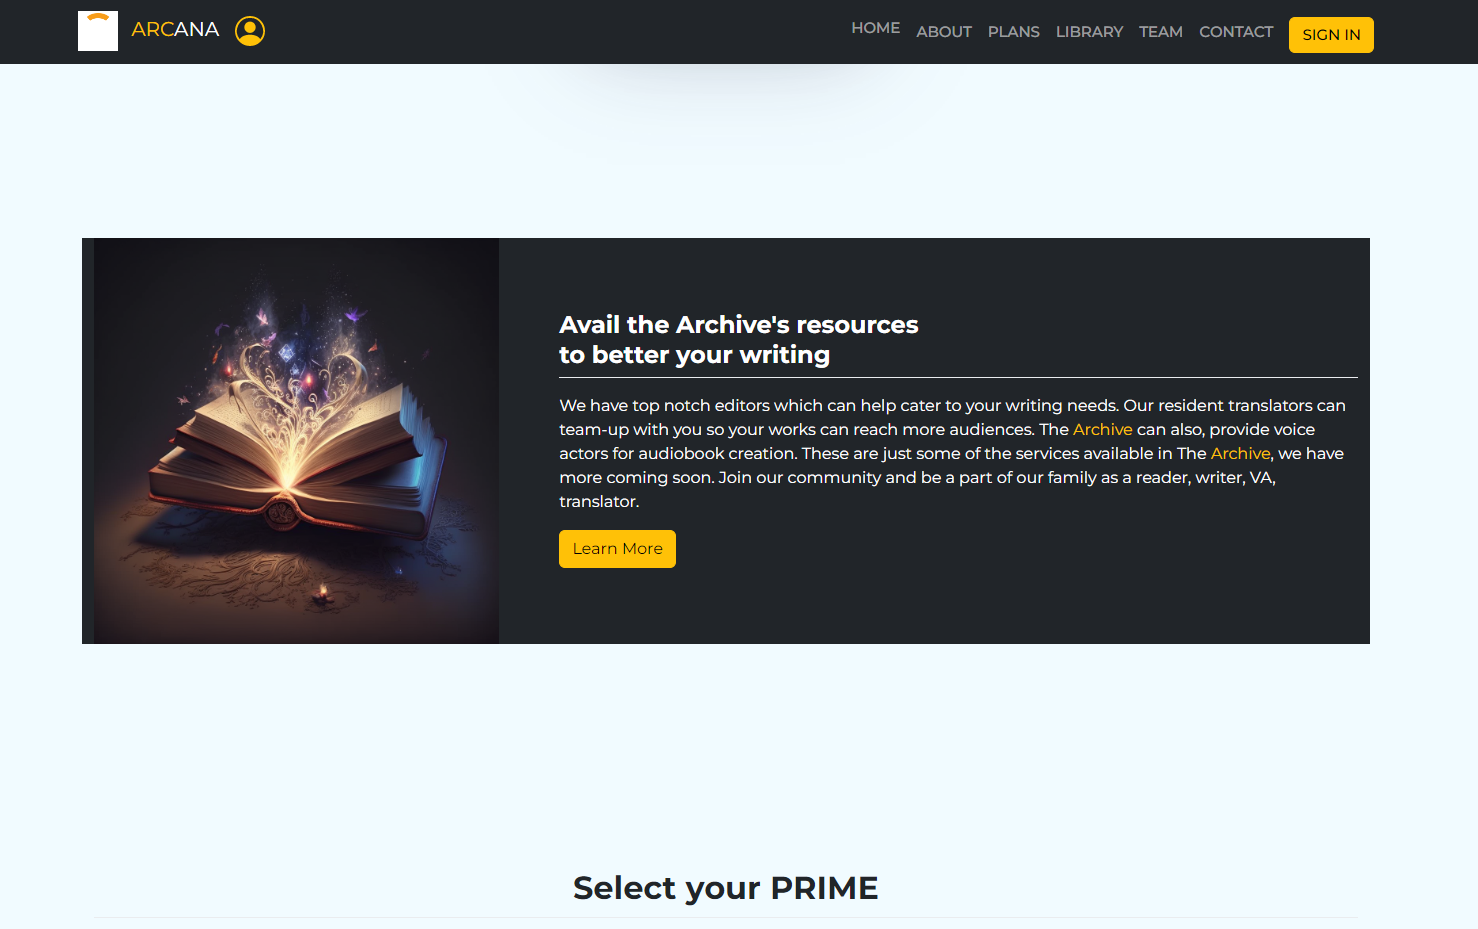 ARCANA
HOME ABOUT PLANS LIBRARY TEAM CONTACT SIGN IN
Avail the Archive's resources
to better your writing
We have top notch editors which can help cater to your writing needs. Our resident translators can
team-up with you so your works can reach more audiences. The Archive can also, provide voice
actors for audiobook creation. These are just some of the services available in The Archive, we have
more coming soon. Join our community and be a part of our family as a reader, writer, VA,
translator.
Learn More
Select your PRIME